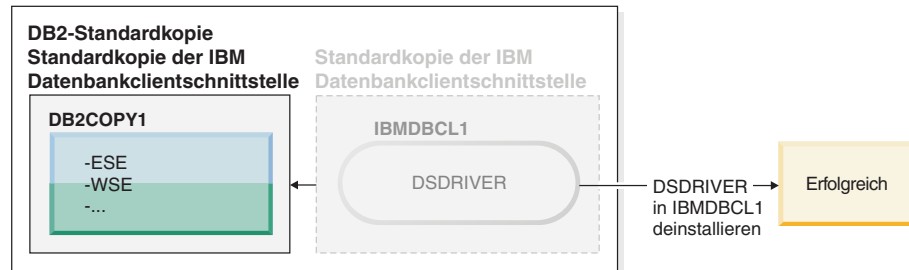 DB2-Standardkopie
Standardkopie der IBM
Datenbankclientschnittstelle
Standardkopie der IBM
Datenbankclientschnittstelle
DB2COPY1
-ESE
-WSE
-...
IBMDBCL1
DSDRIVER
DSDRIVER
in IBMDBCL1
deinstallieren
Erfolgreich